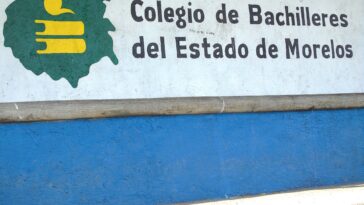 Colegio de Bachilleres
del Estado de Morelos